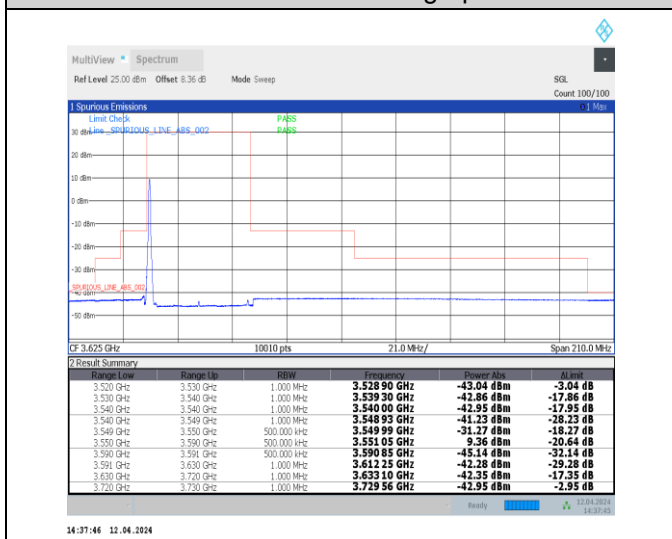 MultiView Spectrum
Ref Level 25.00 dBm Offset 8.36 dB Mode Sweep SGL
Count 100/100
1 Spurious Emissions 1 Max
Limit Check PASS
30 dBm Line _SPURIOUS_LINE_ABS_002 PASS
20 dBm
10 dBm
0 dBm
-10 dBm
-20 dBm
-30 dBm
_SPURIOUS_LINE_ABS_002
-40 dBm
-50 dBm
CF 3.625 GHz 10010 pts 21.0 MHz/ Span 210.0 MHz
2 Result Summary
Range Low Range Up RBW Frequency Power Abs ΔLimit
3.520 GHz 3.530 GHz 1.000 MHz 3.528 90 GHz -43.04 dBm -3.04 dB
3.530 GHz 3.540 GHz 1.000 MHz 3.539 30 GHz -42.86 dBm -17.86 dB
3.540 GHz 3.540 GHz 1.000 MHz 3.540 00 GHz -42.95 dBm -17.95 dB
3.540 GHz 3.549 GHz 1.000 MHz 3.548 93 GHz -41.23 dBm -28.23 dB
3.549 GHz 3.550 GHz 500.000 kHz 3.549 99 GHz -31.27 dBm -18.27 dB
3.550 GHz 3.590 GHz 500.000 kHz 3.551 05 GHz 9.36 dBm -20.64 dB
3.590 GHz 3.591 GHz 500.000 kHz 3.590 85 GHz -45.14 dBm -32.14 dB
3.591 GHz 3.630 GHz 1.000 MHz 3.612 25 GHz -42.28 dBm -29.28 dB
3.630 GHz 3.720 GHz 1.000 MHz 3.633 10 GHz -42.35 dBm -17.35 dB
3.720 GHz 3.730 GHz 1.000 MHz 3.729 56 GHz -42.95 dBm -2.95 dB
Ready 12.04.2024
14:37:45
14:37:46 12.04.2024